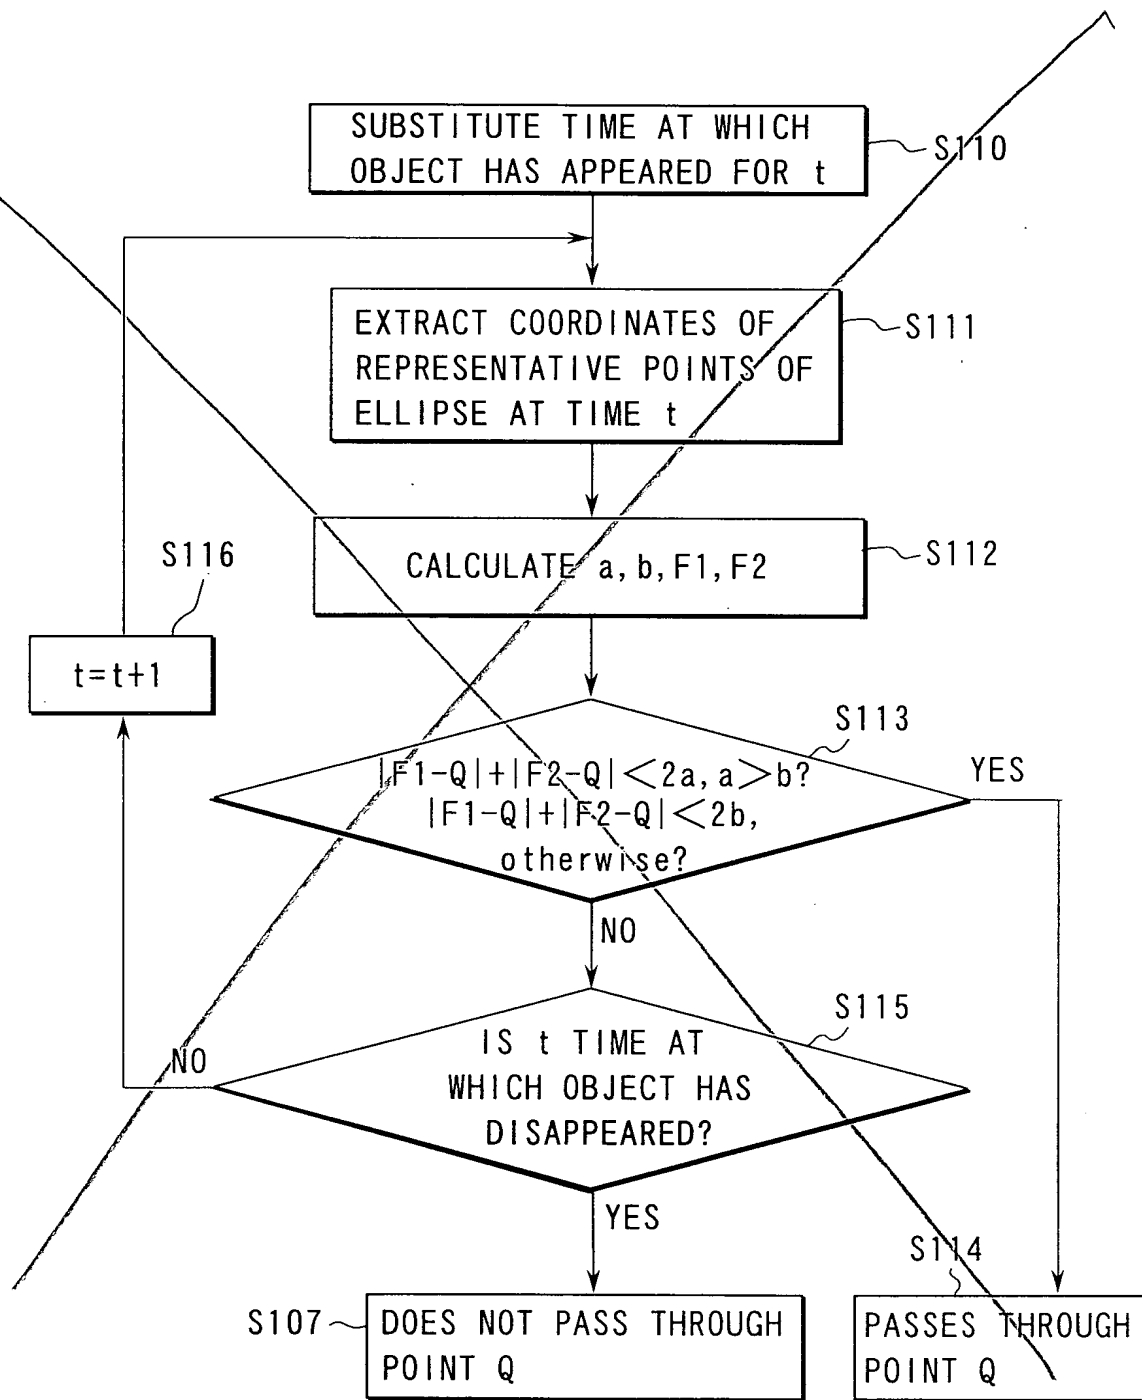 SUBSTITUTE TIME AT WHICH
OBJECT HAS APPEARED FOR t
S110
EXTRACT COORDINATES OF
REPRESENTATIVE POINTS OF
ELLIPSE AT TIME t
S111
CALCULATE a, b, F1, F2
S112
S116
t=t+1
S113
|F1-Q|+|F2-Q|<2a, a>b?
|F1-Q|+|F2-Q|<2b,
otherwise?
YES
NO
S115
IS t TIME AT
WHICH OBJECT HAS
DISAPPEARED?
NO
YES
S114
S107
DOES NOT PASS THROUGH
POINT Q
PASSES THROUGH
POINT Q